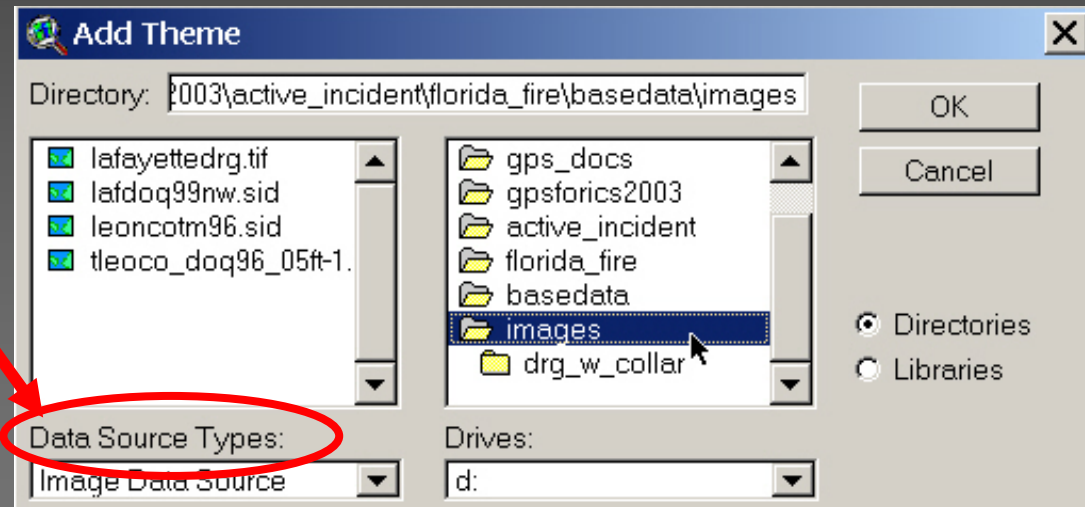 Add Theme
Directory: 2003\active_incident\florida_fire\basedata\images
OK
Cancel
lafayettedrg.tif
lafdoq99nw.sid
leoncotm96.sid
tleoco_doq96_05ft-1.
gps_docs
gpsforics2003
active_incident
florida_fire
basedata
images
drg_w_collar
Directories
Libraries
Data Source Types:
Image Data Source
Drives:
d: